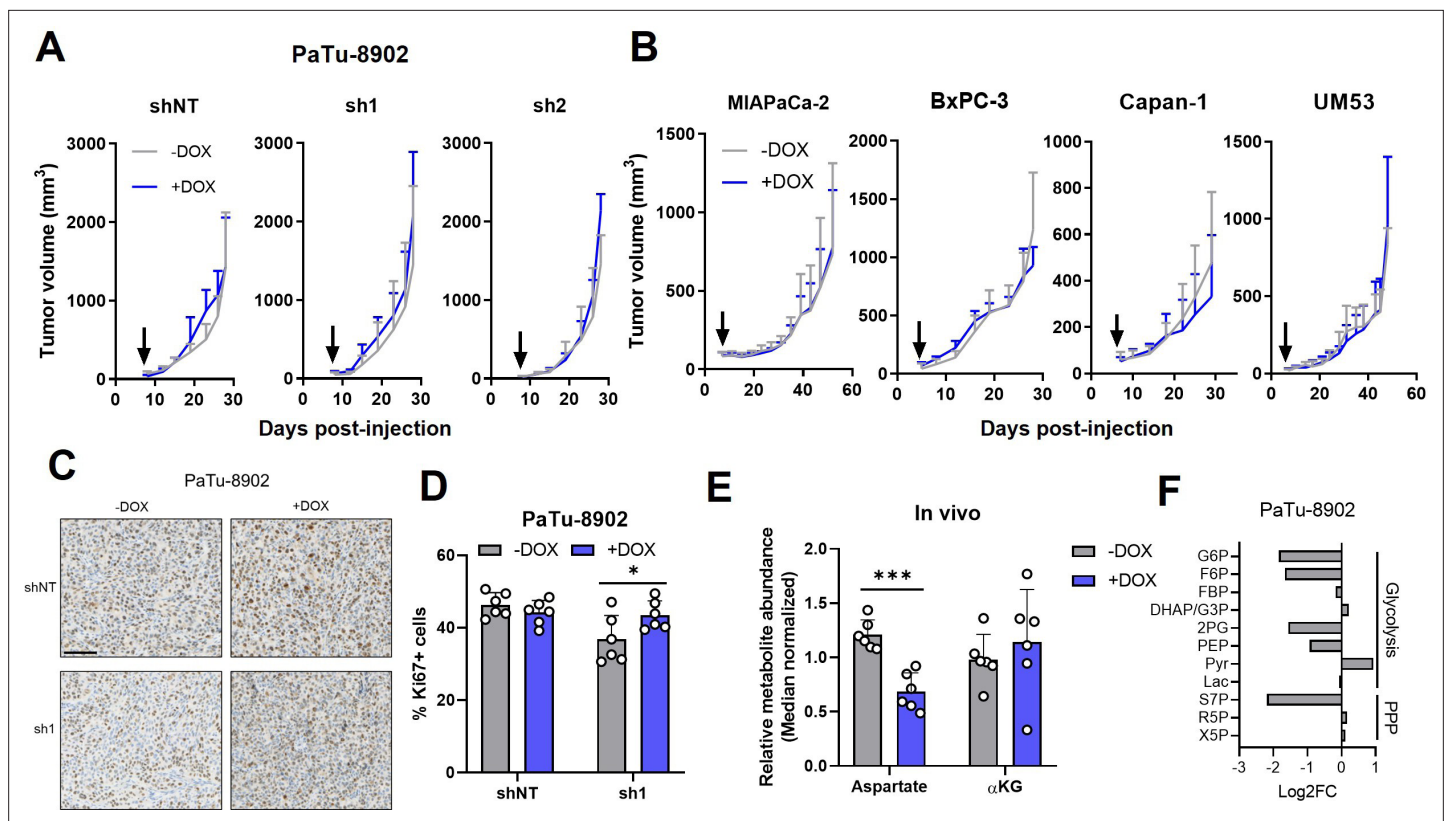 A
PaTu-8902
shNT
sh1
sh2
3000
2000
1000
0
-DOX
+DOX
Tumor volume (mm3)
0 10 20 30
3000
2000
1000
0
0 10 20 30
3000
2000
1000
0
0 10 20 30
Days post-injection
B
MIAPaCa-2
BxPC-3
Capan-1
UM53
1500
1000
500
0
-DOX
+DOX
Tumor volume (mm3)
0 20 40 60
2000
1500
1000
500
0
0 10 20 30
1000
800
600
400
200
0
0 10 20 30
1500
1000
500
0
0 20 40 60
Days post-injection
C
PaTu-8902
-DOX
+DOX
shNT
sh1
D
PaTu-8902
-DOX
+DOX
60
40
20
0
% Ki67+ cells
*
shNT
sh1
E
In vivo
-DOX
+DOX
2.0
1.5
1.0
0.5
0.0
Relative metabolite abundance
(Median normalized)
***
Aspartate
αKG
F
PaTu-8902
G6P
F6P
FBP
DHAP/G3P
2PG
PEP
Pyr
Lac
S7P
R5P
X5P
Glycolysis
PPP
-3 -2 -1 0 1
Log2FC